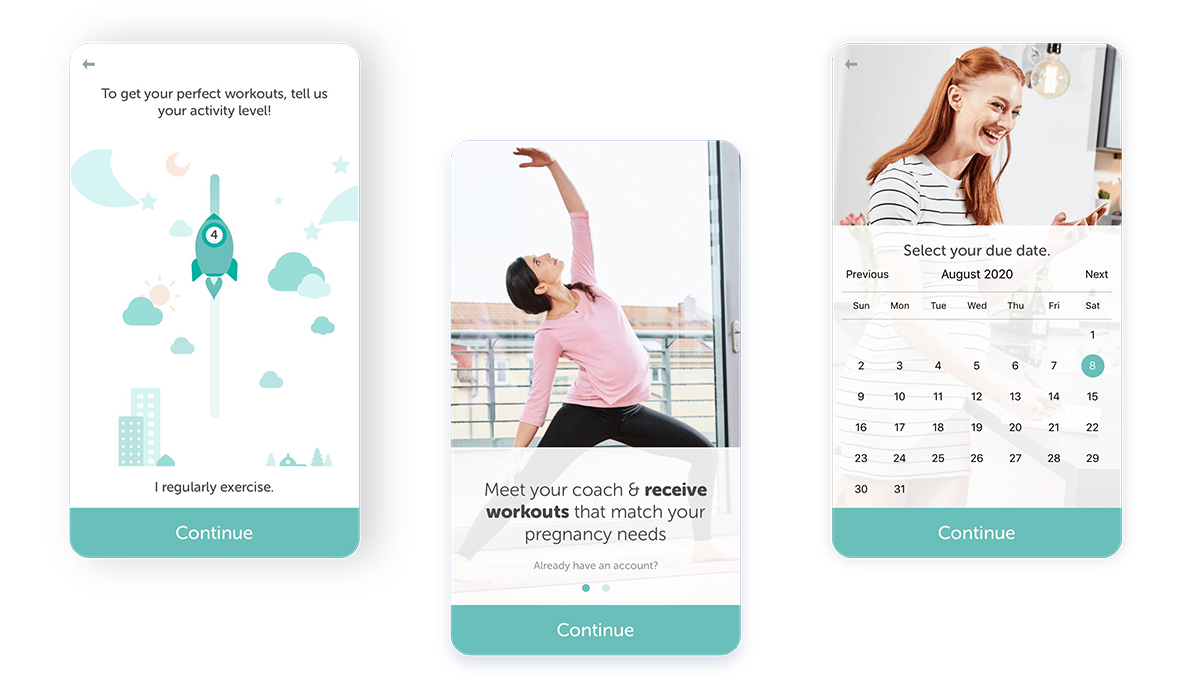 To get your perfect workouts, tell us
your activity level!
4
I regularly exercise.
Continue
Meet your coach & receive
workouts that match your
pregnancy needs
Already have an account?
Continue
Select your due date.
Previous August 2020 Next
Sun Mon Tue Wed Thu Fri Sat
1
2 3 4 5 6 7 8
9 10 11 12 13 14 15
16 17 18 19 20 21 22
23 24 25 26 27 28 29
30 31
Continue